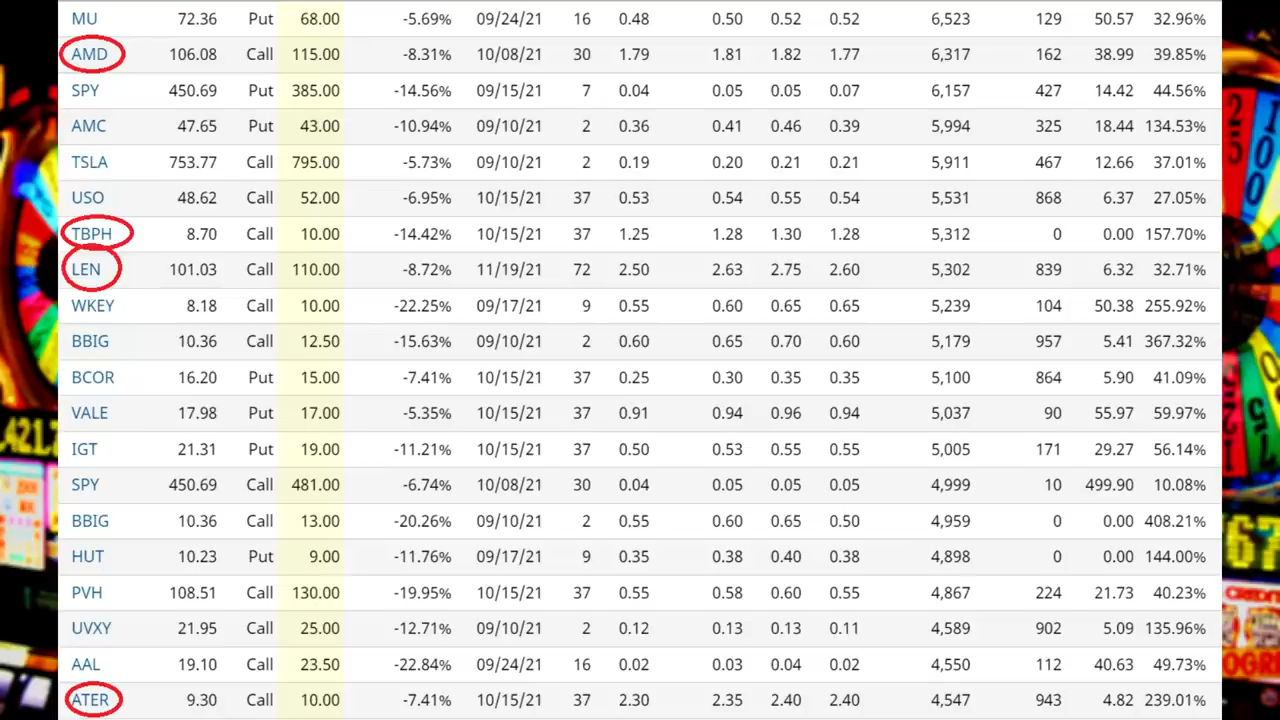 MU 72.36 Put 68.00 -5.69% 09/24/21 16 0.48 0.50 0.52 0.52 6,523 129 50.57 32.96%
AMD 106.08 Call 115.00 -8.31% 10/08/21 30 1.79 1.81 1.82 1.77 6,317 162 38.99 39.85%
SPY 450.69 Put 385.00 -14.56% 09/15/21 7 0.04 0.05 0.05 0.07 6,157 427 14.42 44.56%
AMC 47.65 Put 43.00 -10.94% 09/10/21 2 0.36 0.41 0.46 0.39 5,994 325 18.44 134.53%
TSLA 753.77 Call 795.00 -5.73% 09/10/21 2 0.19 0.20 0.21 0.21 5,911 467 12.66 37.01%
USO 48.62 Call 52.00 -6.95% 10/15/21 37 0.53 0.54 0.55 0.54 5,531 868 6.37 27.05%
TBPH 8.70 Call 10.00 -14.42% 10/15/21 37 1.25 1.28 1.30 1.28 5,312 0 0.00 157.70%
LEN 101.03 Call 110.00 -8.72% 11/19/21 72 2.50 2.63 2.75 2.60 5,302 839 6.32 32.71%
WKEY 8.18 Call 10.00 -22.25% 09/17/21 9 0.55 0.60 0.65 0.65 5,239 104 50.38 255.92%
BBIG 10.36 Call 12.50 -15.63% 09/10/21 2 0.60 0.65 0.70 0.60 5,179 957 5.41 367.32%
BCOR 16.20 Put 15.00 -7.41% 10/15/21 37 0.25 0.30 0.35 0.35 5,100 864 5.90 41.09%
VALE 17.98 Put 17.00 -5.35% 10/15/21 37 0.91 0.94 0.96 0.94 5,037 90 55.97 59.97%
IGT 21.31 Put 19.00 -11.21% 10/15/21 37 0.50 0.53 0.55 0.55 5,005 171 29.27 56.14%
SPY 450.69 Call 481.00 -6.74% 10/08/21 30 0.04 0.05 0.05 0.05 4,999 10 499.90 10.08%
BBIG 10.36 Call 13.00 -20.26% 09/10/21 2 0.55 0.60 0.65 0.50 4,959 0 0.00 408.21%
HUT 10.23 Put 9.00 -11.76% 09/17/21 9 0.35 0.38 0.40 0.38 4,898 0 0.00 144.00%
PVH 108.51 Call 130.00 -19.95% 10/15/21 37 0.55 0.58 0.60 0.55 4,867 224 21.73 40.23%
UVXY 21.95 Call 25.00 -12.71% 09/10/21 2 0.12 0.13 0.13 0.11 4,589 902 5.09 135.96%
AAL 19.10 Call 23.50 -22.84% 09/24/21 16 0.02 0.03 0.04 0.02 4,550 112 40.63 49.73%
ATER 9.30 Call 10.00 -7.41% 10/15/21 37 2.30 2.35 2.40 2.40 4,547 943 4.82 239.01%